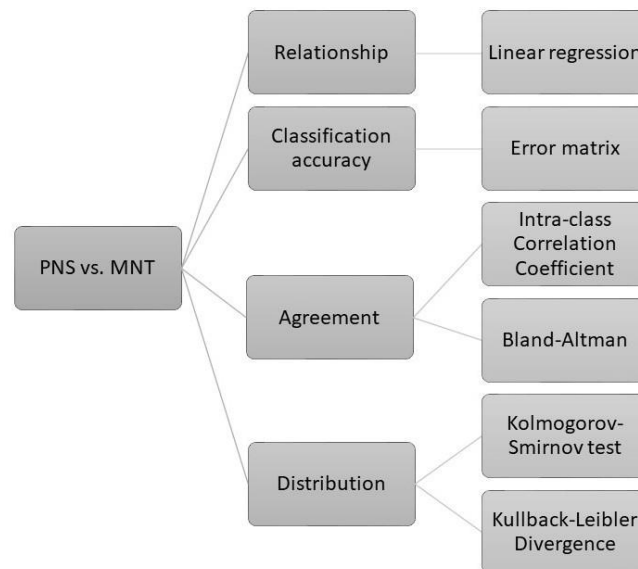 PNS vs. MNT
Relationship
Linear regression
Classification
accuracy
Error matrix
Agreement
Intra-class
Correlation
Coefficient
Bland-Altman
Distribution
Kolmogorov-
Smirnov test
Kullback-Leibler
Divergence